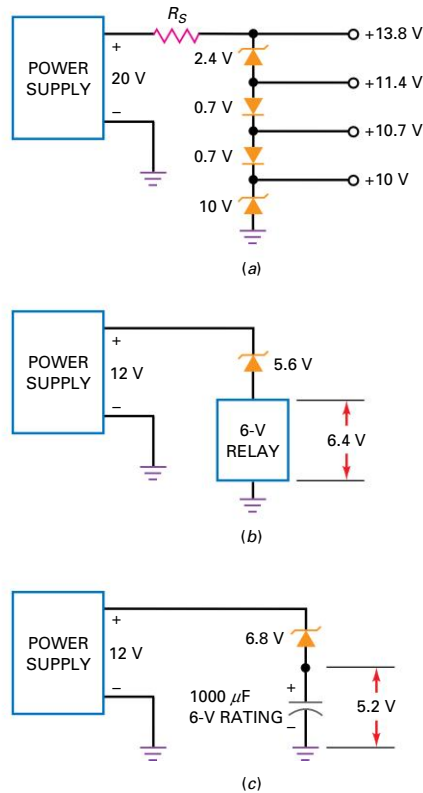 R_S
+13.8 V
POWER
SUPPLY
+
20 V
–
2.4 V
+11.4 V
0.7 V
+10.7 V
0.7 V
+10 V
10 V
(a)
POWER
SUPPLY
+
12 V
–
5.6 V
6-V
RELAY
6.4 V
(b)
POWER
SUPPLY
+
12 V
–
6.8 V
1000 μF
6-V RATING
+
–
5.2 V
(c)